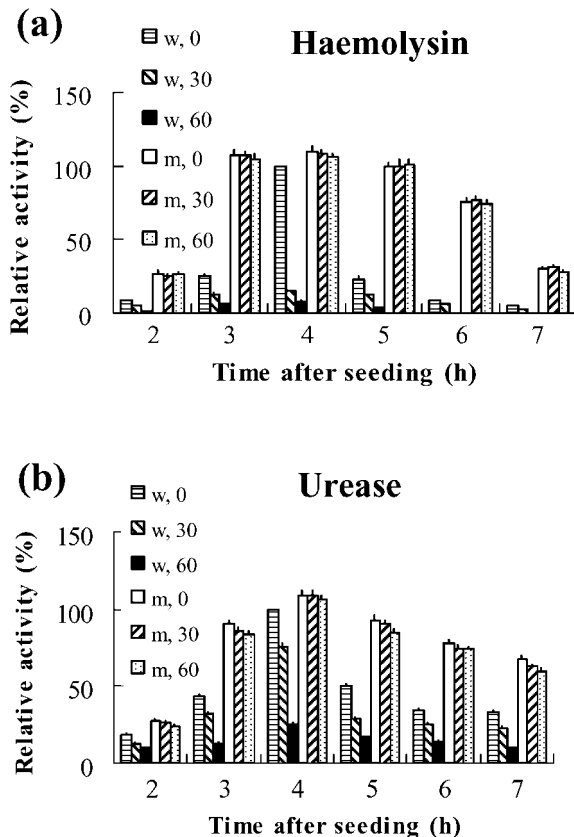 (a)
Haemolysin
w, 0
w, 30
w, 60
m, 0
m, 30
m, 60
Relative activity (%)
150
100
50
0
2 3 4 5 6 7
Time after seeding (h)
(b)
Urease
w, 0
w, 30
w, 60
m, 0
m, 30
m, 60
Relative activity (%)
150
100
50
0
2 3 4 5 6 7
Time after seeding (h)